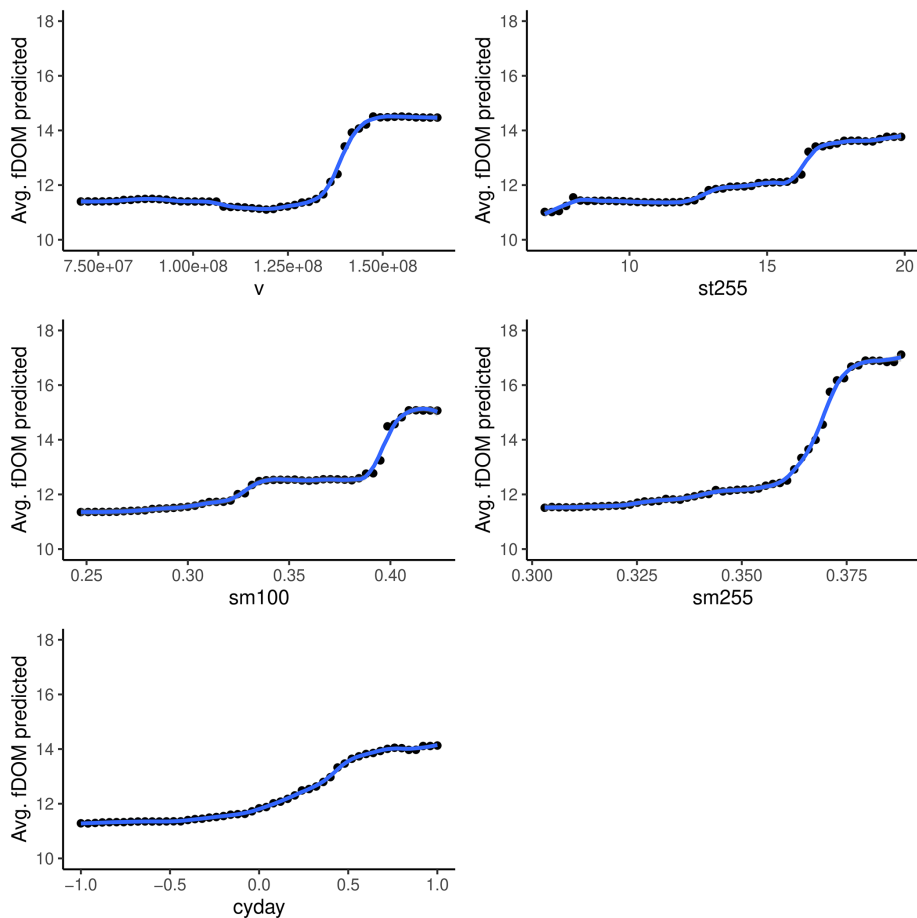 Avg. fDOM predicted
18
16
14
12
10
7.50e+07 1.00e+08 1.25e+08 1.50e+08
v
Avg. fDOM predicted
18
16
14
12
10
10 15 20
st255
Avg. fDOM predicted
18
16
14
12
10
0.25 0.30 0.35 0.40
sm100
Avg. fDOM predicted
18
16
14
12
10
0.300 0.325 0.350 0.375
sm255
Avg. fDOM predicted
18
16
14
12
10
−1.0 −0.5 0.0 0.5 1.0
cyday